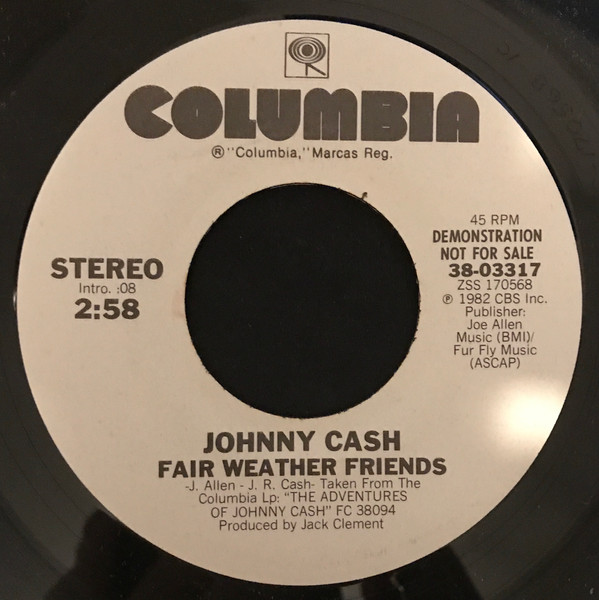 COLUMBIA
®"Columbia," Marcas Reg.
STEREO
Intro. :08
2:58
45 RPM
DEMONSTRATION
NOT FOR SALE
38-03317
ZSS 170568
℗ 1982 CBS Inc.
Publisher:
Joe Allen
Music (BMI)/
Fur Fly Music
(ASCAP)
JOHNNY CASH
FAIR WEATHER FRIENDS
-J. Allen - J. R. Cash- Taken From The
Columbia Lp: "THE ADVENTURES
OF JOHNNY CASH" FC 38094
Produced by Jack Clement